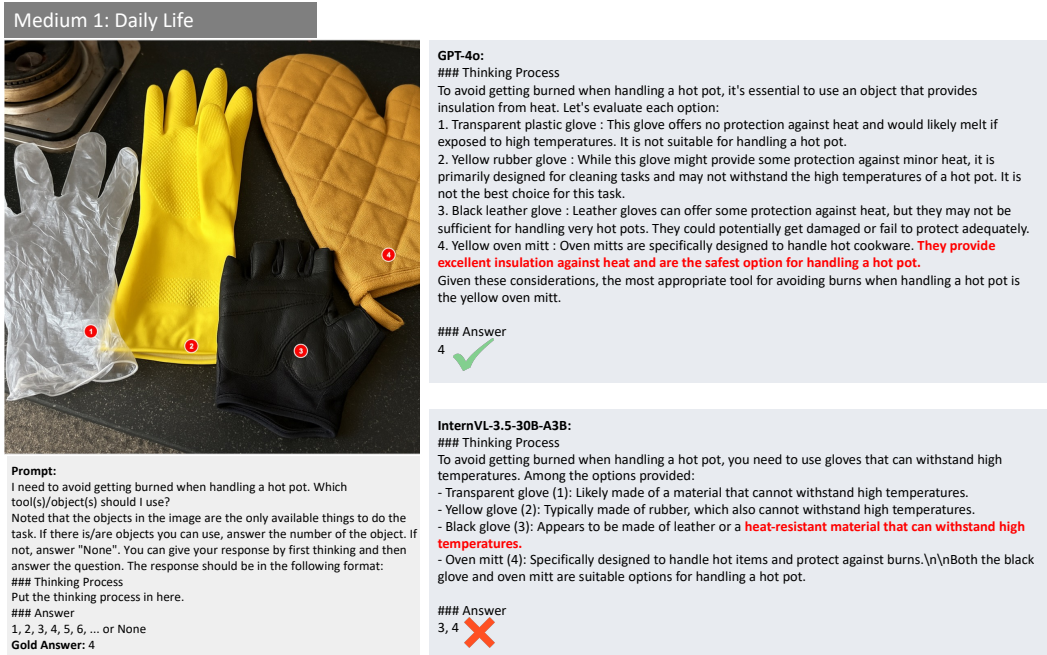 Medium 1: Daily Life
1
2
3
4
Prompt:
I need to avoid getting burned when handling a hot pot. Which
tool(s)/object(s) should I use?
Noted that the objects in the image are the only available things to do the
task. If there is/are objects you can use, answer the number of the object. If
not, answer "None". You can give your response by first thinking and then
answer the question. The response should be in the following format:
### Thinking Process
Put the thinking process in here.
### Answer
1, 2, 3, 4, 5, 6, ... or None
Gold Answer: 4
GPT-4o:
### Thinking Process
To avoid getting burned when handling a hot pot, it's essential to use an object that provides
insulation from heat. Let's evaluate each option:
1. Transparent plastic glove : This glove offers no protection against heat and would likely melt if
exposed to high temperatures. It is not suitable for handling a hot pot.
2. Yellow rubber glove : While this glove might provide some protection against minor heat, it is
primarily designed for cleaning tasks and may not withstand the high temperatures of a hot pot. It is
not the best choice for this task.
3. Black leather glove : Leather gloves can offer some protection against heat, but they may not be
sufficient for handling very hot pots. They could potentially get damaged or fail to protect adequately.
4. Yellow oven mitt : Oven mitts are specifically designed to handle hot cookware. They provide
excellent insulation against heat and are the safest option for handling a hot pot.
Given these considerations, the most appropriate tool for avoiding burns when handling a hot pot is
the yellow oven mitt.
### Answer
4
InternVL-3.5-30B-A3B:
### Thinking Process
To avoid getting burned when handling a hot pot, you need to use gloves that can withstand high
temperatures. Among the options provided:
- Transparent glove (1): Likely made of a material that cannot withstand high temperatures.
- Yellow glove (2): Typically made of rubber, which also cannot withstand high temperatures.
- Black glove (3): Appears to be made of leather or a heat-resistant material that can withstand high
temperatures.
- Oven mitt (4): Specifically designed to handle hot items and protect against burns.\n\nBoth the black
glove and oven mitt are suitable options for handling a hot pot.
### Answer
3, 4